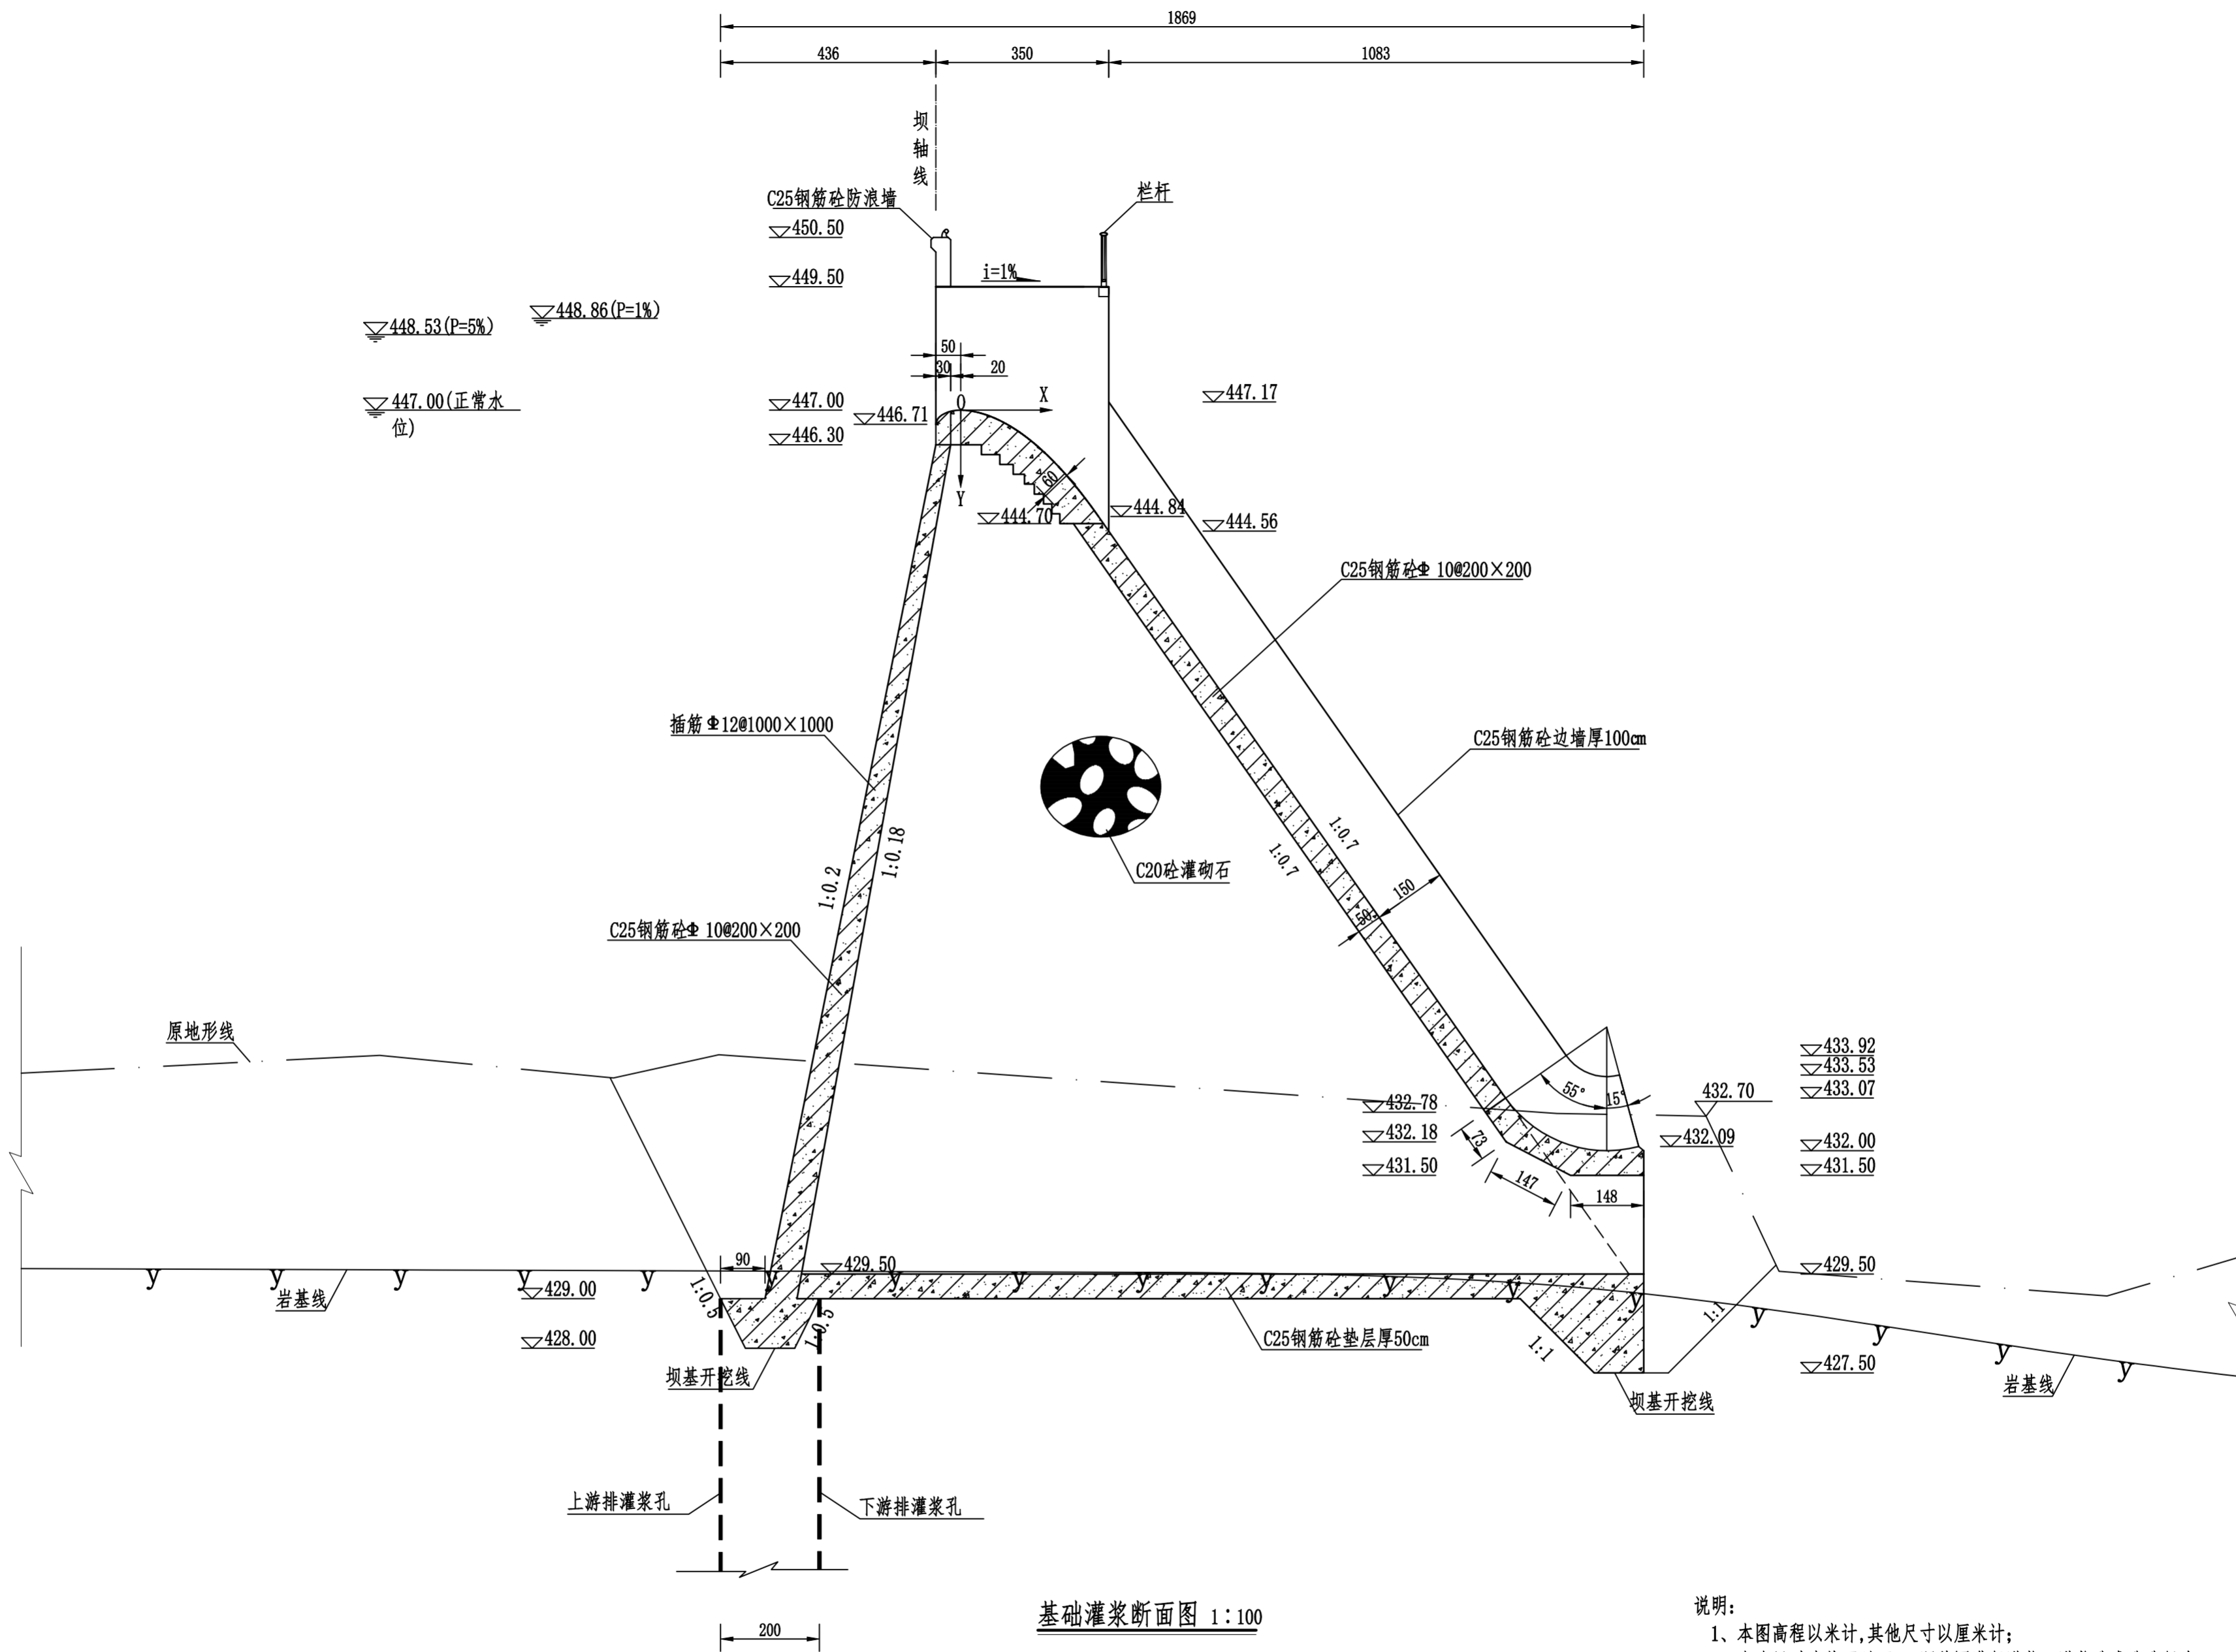 1869
436
350
1083
坝轴线
C25钢筋砼防浪墙
栏杆
450.50
449.50
i=1%
448.53(P=5%)
448.86(P=1%)
50
30
20
447.00(正常水
位)
447.00
446.71
446.30
O
X
Y
447.17
60
444.70
444.84
444.56
C25钢筋砼Φ 10@200×200
插筋Φ12@1000×1000
C25钢筋砼边墙厚100cm
1:0.2
1:0.18
C20砼灌砌石
1:0.7
1:0.7
150
50
C25钢筋砼Φ 10@200×200
原地形线
55°
15°
433.92
433.53
433.07
432.70
432.78
432.18
431.50
73
147
148
432.09
432.00
431.50
90
429.50
429.50
y y y y y y y y y y y y y y y y y
岩基线
429.00
428.00
1:0.5
1:0.5
坝基开挖线
C25钢筋砼垫层厚50cm
1:1
1:1
427.50
坝基开挖线
岩基线
上游排灌浆孔
下游排灌浆孔
200
基础灌浆断面图 1:100
说明:
1、本图高程以米计,其他尺寸以厘米计;